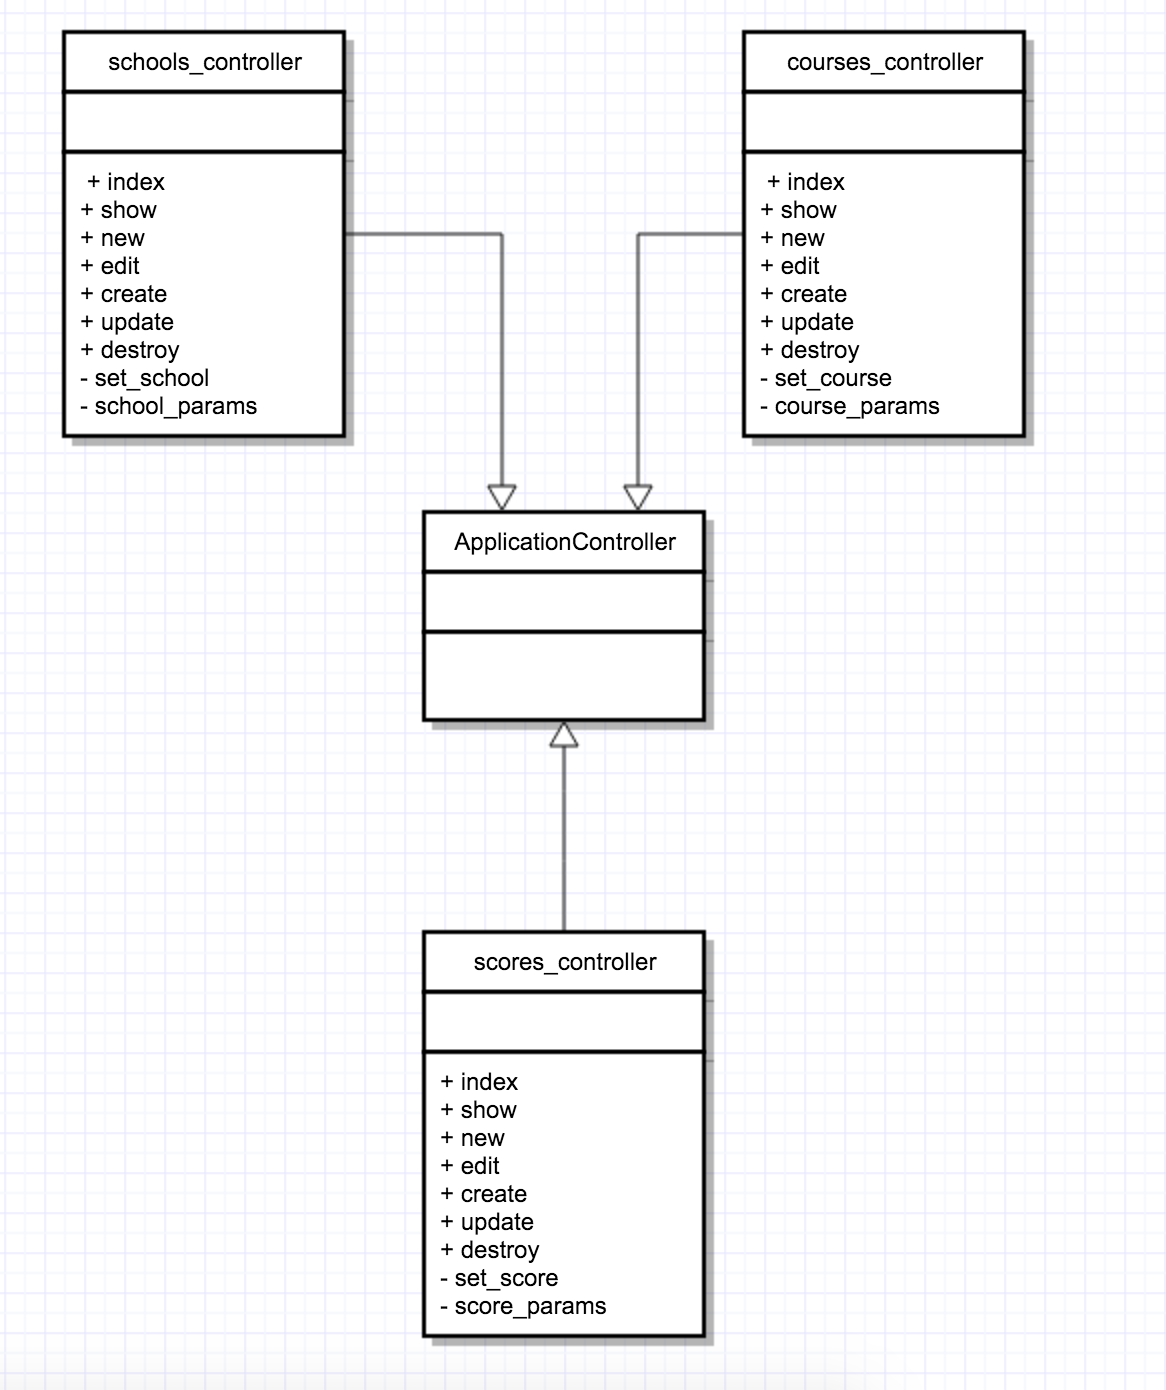 schools_controller
+ index
+ show
+ new
+ edit
+ create
+ update
+ destroy
- set_school
- school_params
courses_controller
+ index
+ show
+ new
+ edit
+ create
+ update
+ destroy
- set_course
- course_params
ApplicationController
scores_controller
+ index
+ show
+ new
+ edit
+ create
+ update
+ destroy
- set_score
- score_params